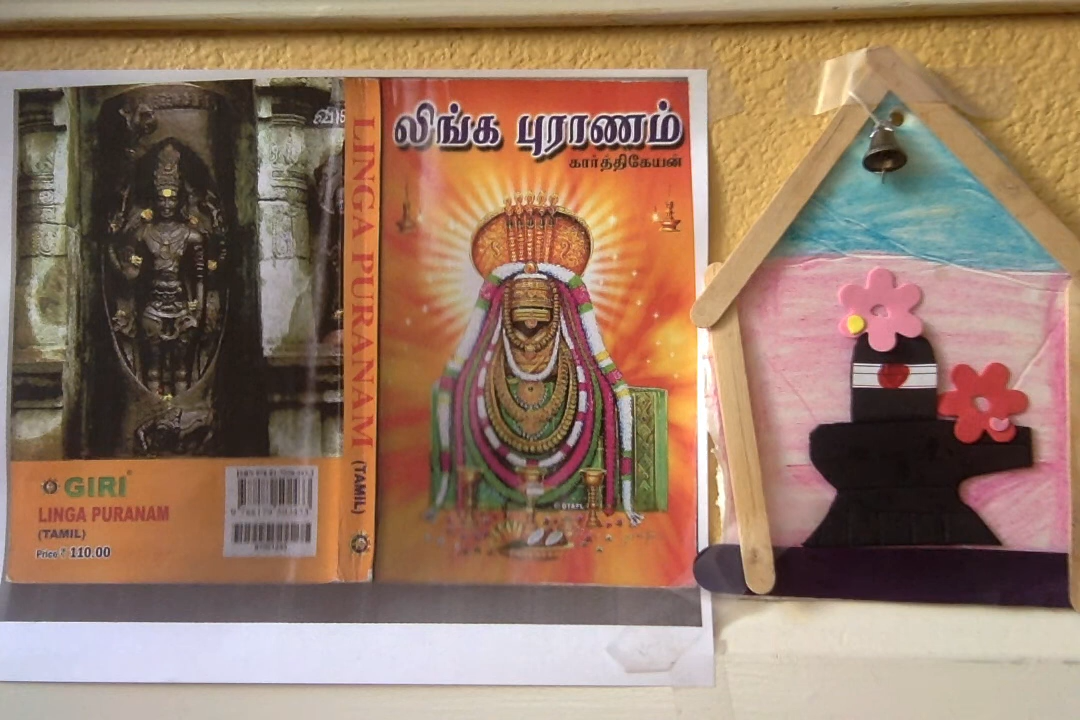 GIRI
LINGA PURANAM
(TAMIL)
Price ₹ 110.00
LINGA PURANAM (TAMIL)
லிங்க புராணம்
கார்த்திகேயன்